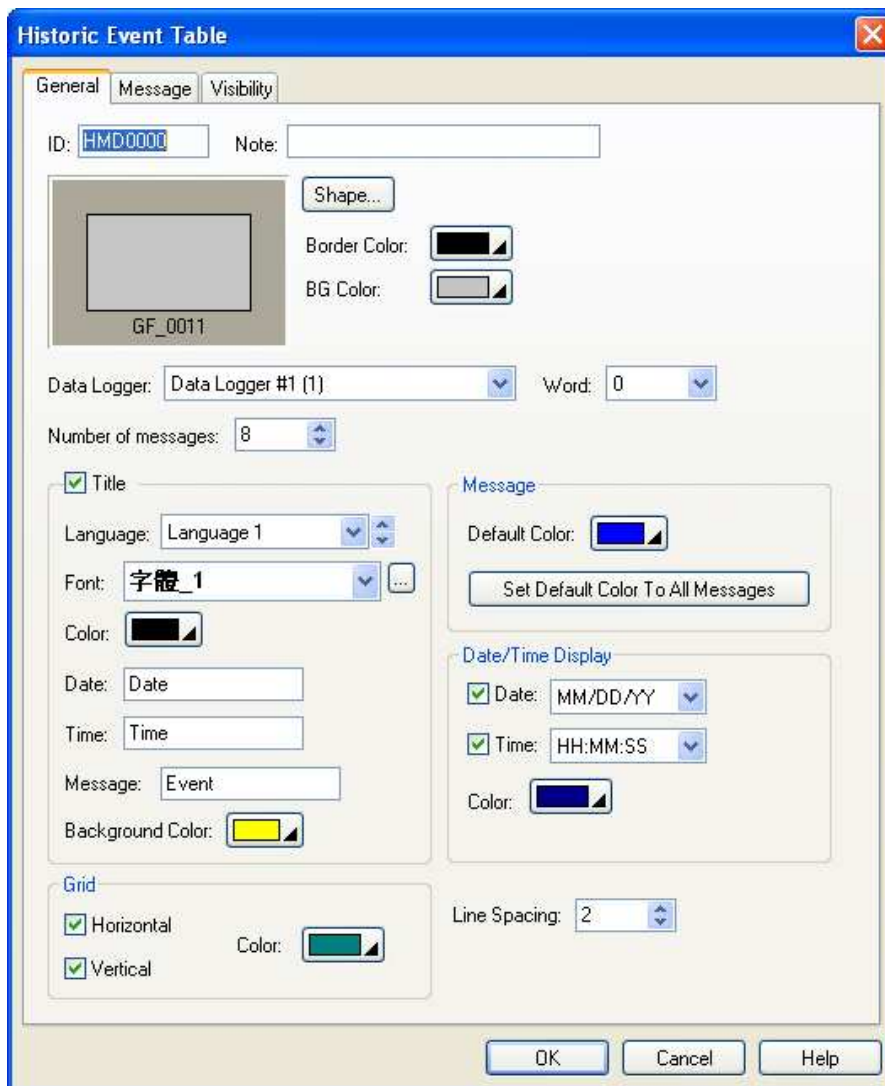 Historic Event Table
General Message Visibility
ID: HMD0000 Note:
Shape...
Border Color:
BG Color:
GF_0011
Data Logger: Data Logger #1 (1) Word: 0
Number of messages: 8
Title
Language: Language 1
Font: 字體_1 ...
Color:
Date: Date
Time: Time
Message: Event
Background Color:
Message
Default Color:
Set Default Color To All Messages
Date/Time Display
Date: MM/DD/YY
Time: HH:MM:SS
Color:
Grid
Horizontal
Vertical
Color:
Line Spacing: 2
OK Cancel Help